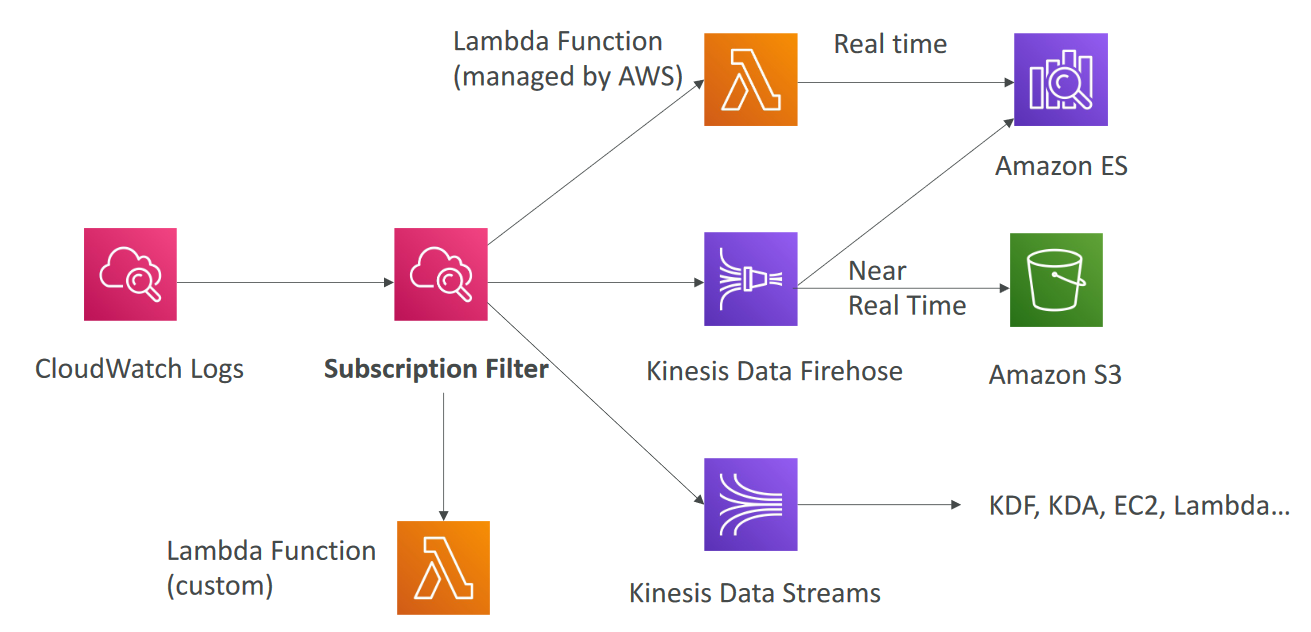 Lambda Function
(managed by AWS)
Real time
Amazon ES
CloudWatch Logs
Subscription Filter
Kinesis Data Firehose
Near
Real Time
Amazon S3
Lambda Function
(custom)
Kinesis Data Streams
KDF, KDA, EC2, Lambda...